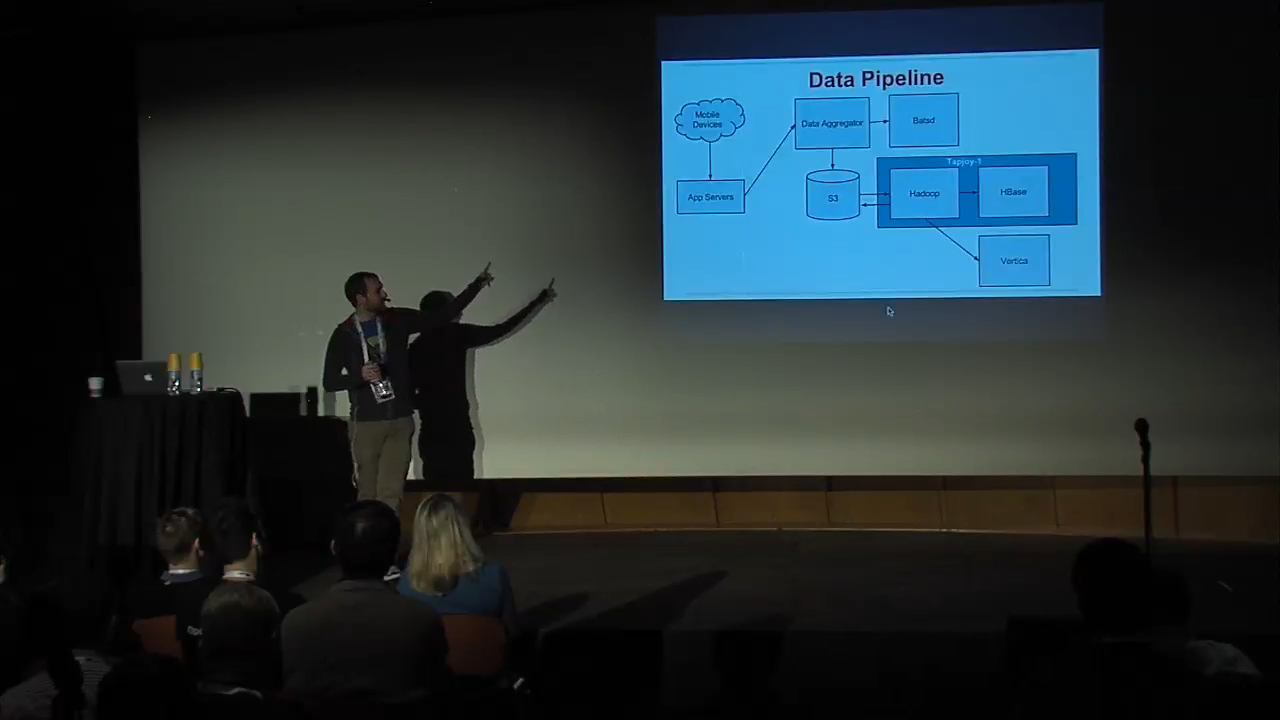 Data Pipeline
Mobile
Devices
Data Aggregator
Batsd
Tapjoy-1
App Servers
S3
Hadoop
HBase
Vertica